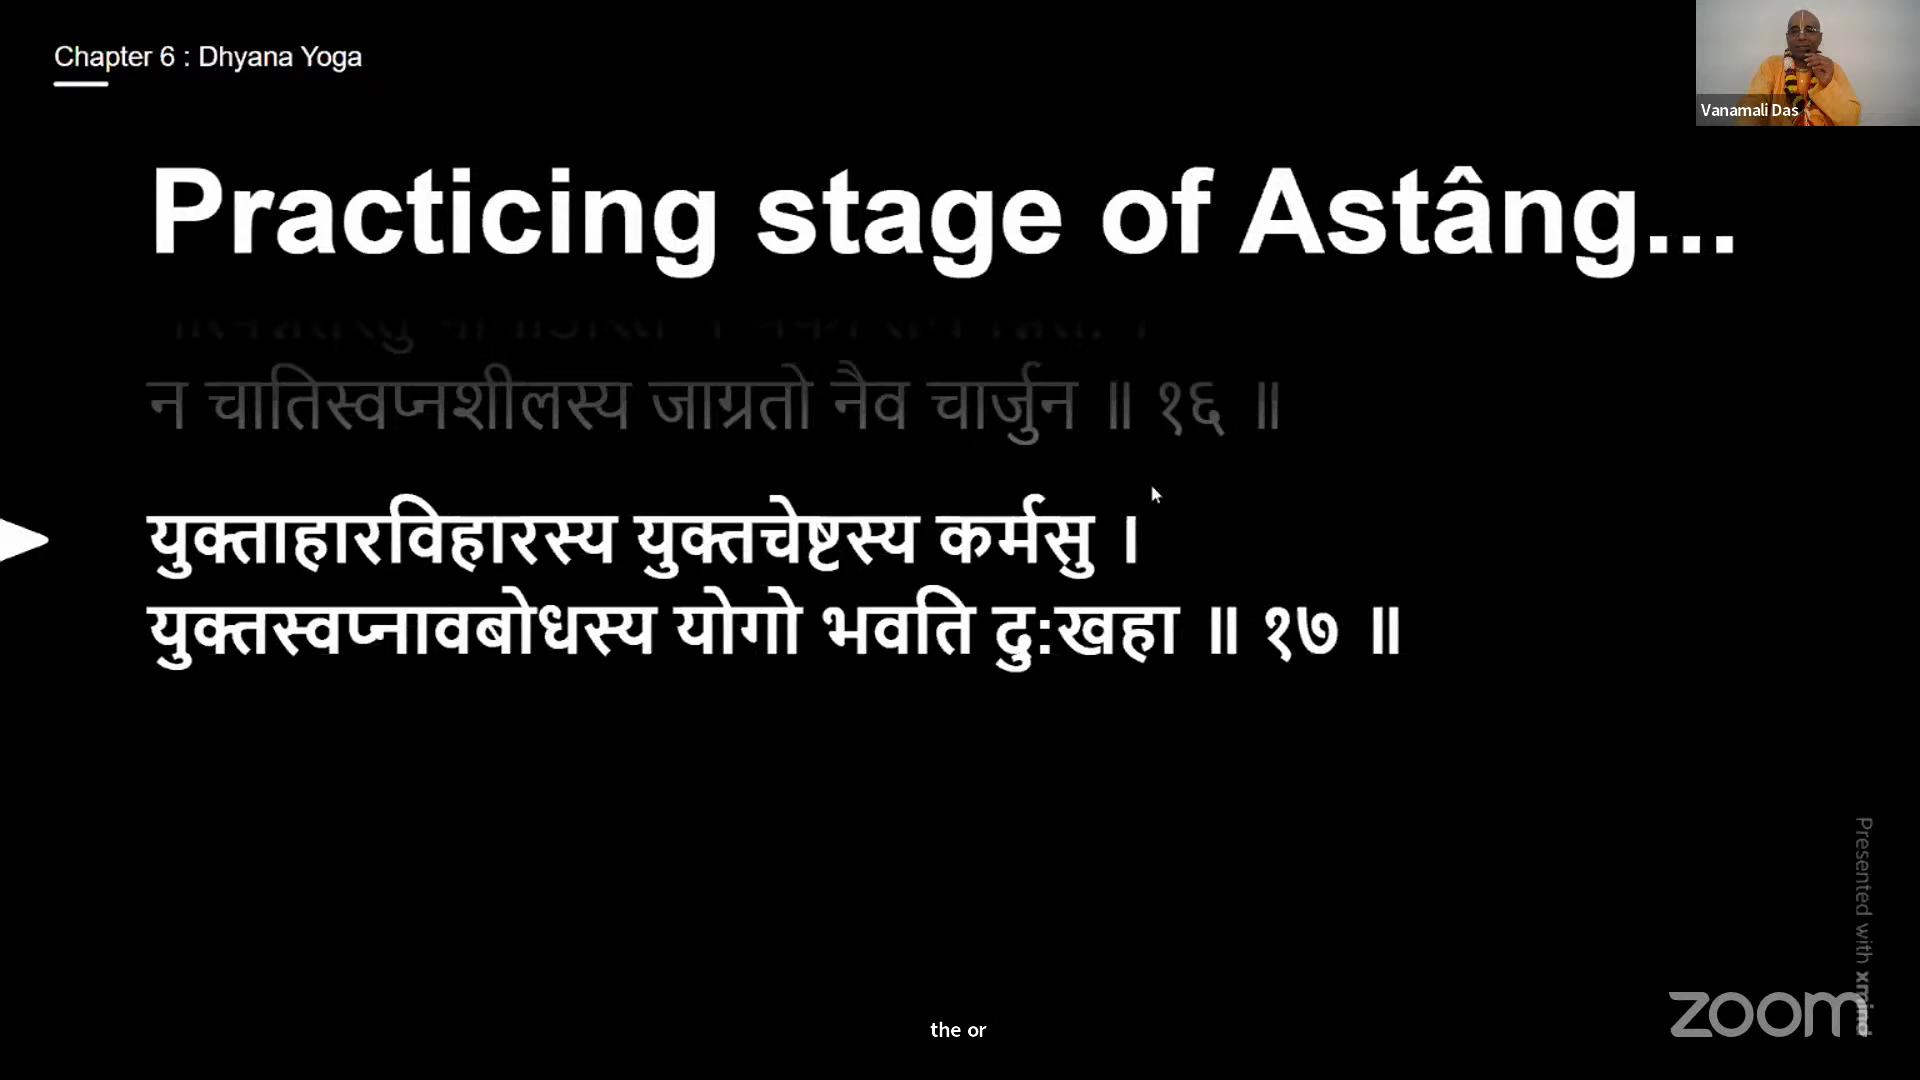 Chapter 6 : Dhyana Yoga
Vanamali Das
Practicing stage of Astâng...
न चातिस्वप्नशीलस्य जाग्रतो नैव चार्जुन ॥ १६ ॥
युक्ताहारविहारस्य युक्तचेष्टस्य कर्मसु ।
युक्तस्वप्नावबोधस्य योगो भवति दु:खहा ॥ १७ ॥
Presented with xmind
zoom
the or